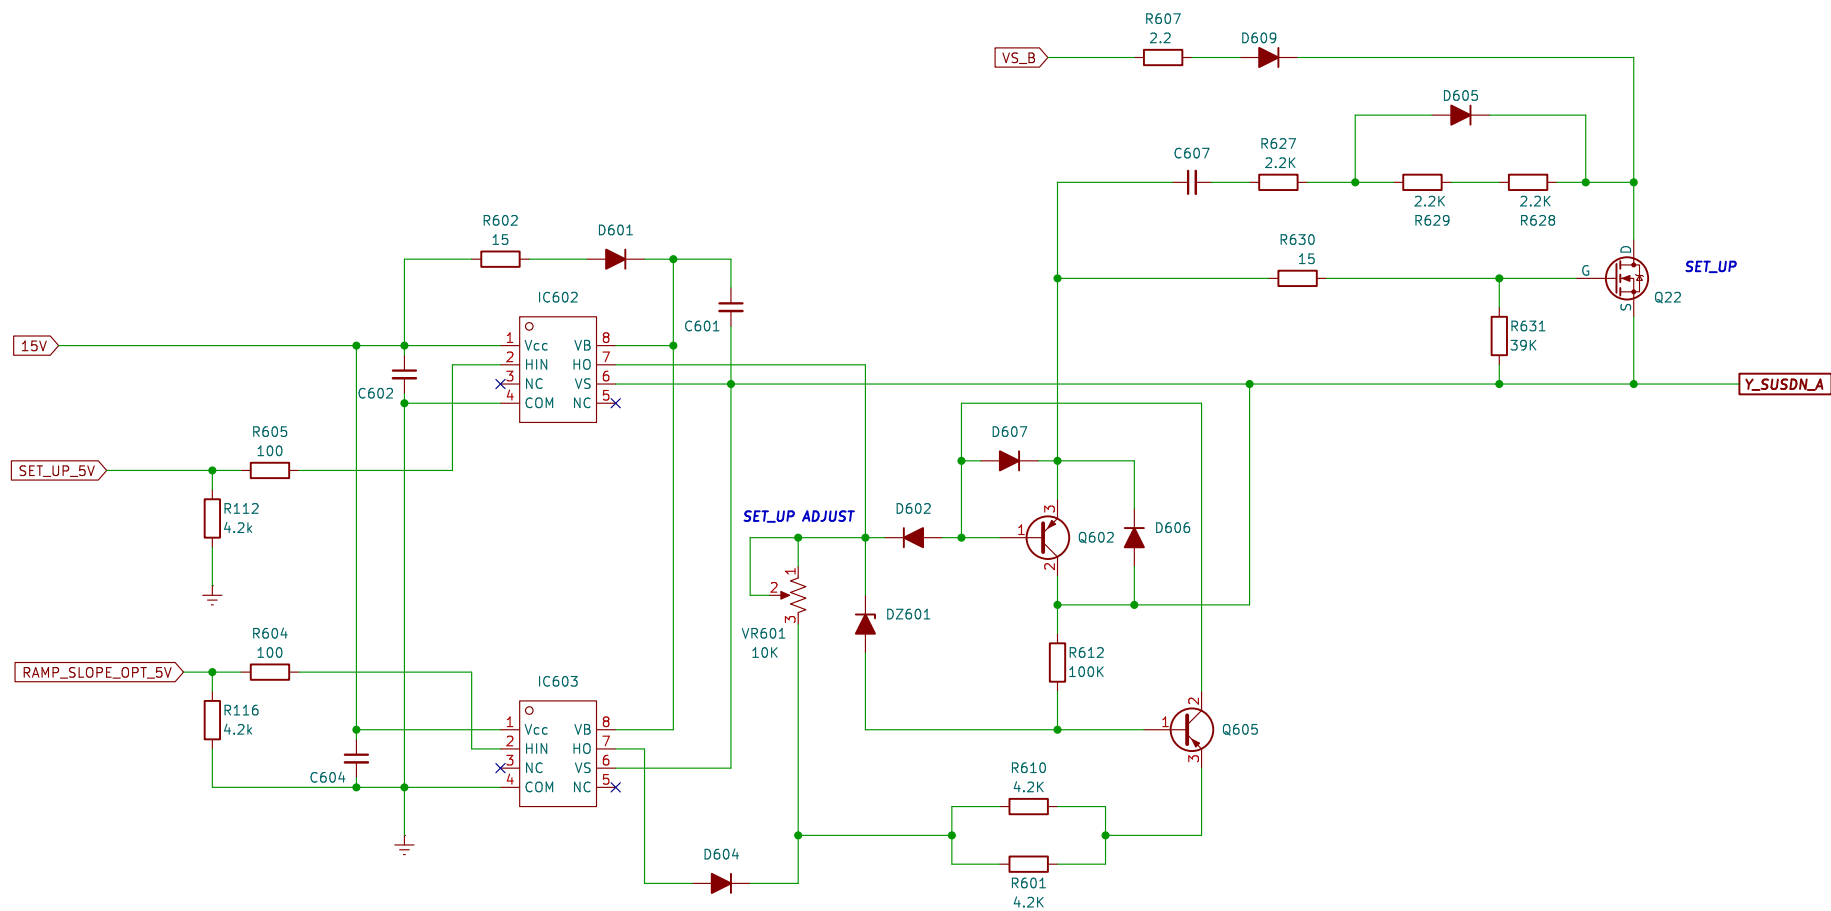 R607
2.2
D609
VS_B
D605
C607
R627
2.2K
2.2K
R629
2.2K
R628
R602
15
D601
R630
15
D
G
S
SET_UP
Q22
IC602
C601
R631
39K
15V
1 Vcc VB 8
2 HIN HO 7
3 NC VS 6
4 COM NC 5
C602
Y_SUSDN_A
R605
100
SET_UP_5V
D607
R112
4.2k
SET_UP ADJUST
D602
3
1
2
Q602
D606
1
2
3
VR601
10K
DZ601
R604
100
RAMP_SLOPE_OPT_5V
R612
100K
IC603
R116
4.2k
1 Vcc VB 8
2 HIN HO 7
3 NC VS 6
4 COM NC 5
C604
2
1
3
Q605
R610
4.2K
D604
R601
4.2K